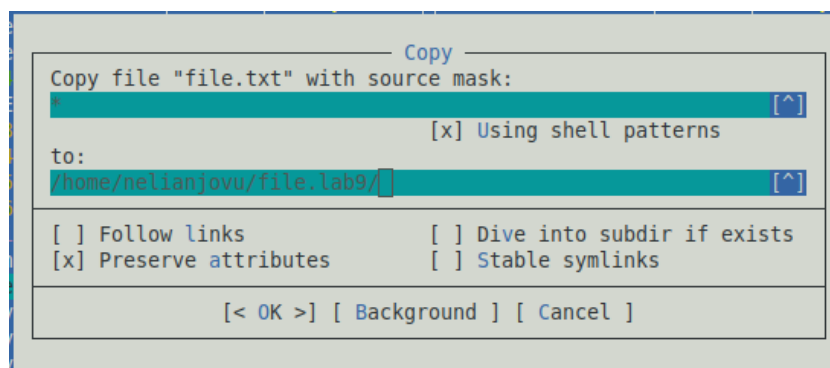 Copy
Copy file "file.txt" with source mask:
* [^]
[x] Using shell patterns
to:
/home/nelianjovu/file.lab9/ [^]
[ ] Follow links [ ] Dive into subdir if exists
[x] Preserve attributes [ ] Stable symlinks
[< OK >] [ Background ] [ Cancel ]